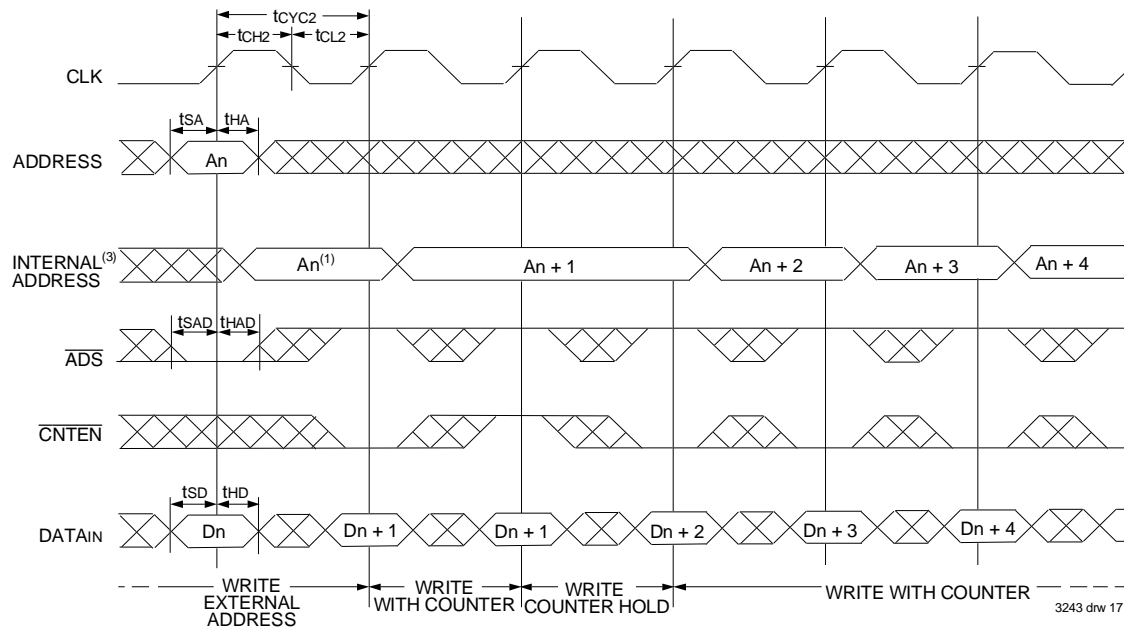 tCYC2
tCH2 tCL2
CLK
tSA tHA
ADDRESS An
INTERNAL(3)
ADDRESS
An(1) An + 1 An + 2 An + 3 An + 4
tSAD tHAD
ADS
CNTEN
tSD tHD
DATAIN Dn Dn + 1 Dn + 1 Dn + 2 Dn + 3 Dn + 4
WRITE
EXTERNAL
ADDRESS
WRITE
WITH COUNTER
WRITE
COUNTER HOLD
WRITE WITH COUNTER
3243 drw 17